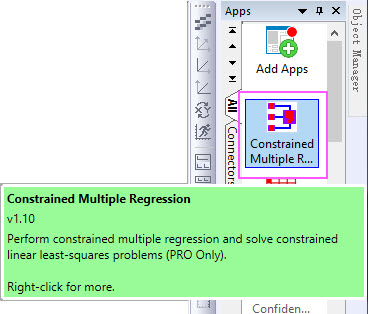 Apps
Add Apps
All
Connectors
Constrained
Multiple R...
Object Manager
Constrained Multiple Regression
v1.10
Perform constrained multiple regression and solve constrained
linear least-squares problems (PRO Only).
Right-click for more.
Confiden...